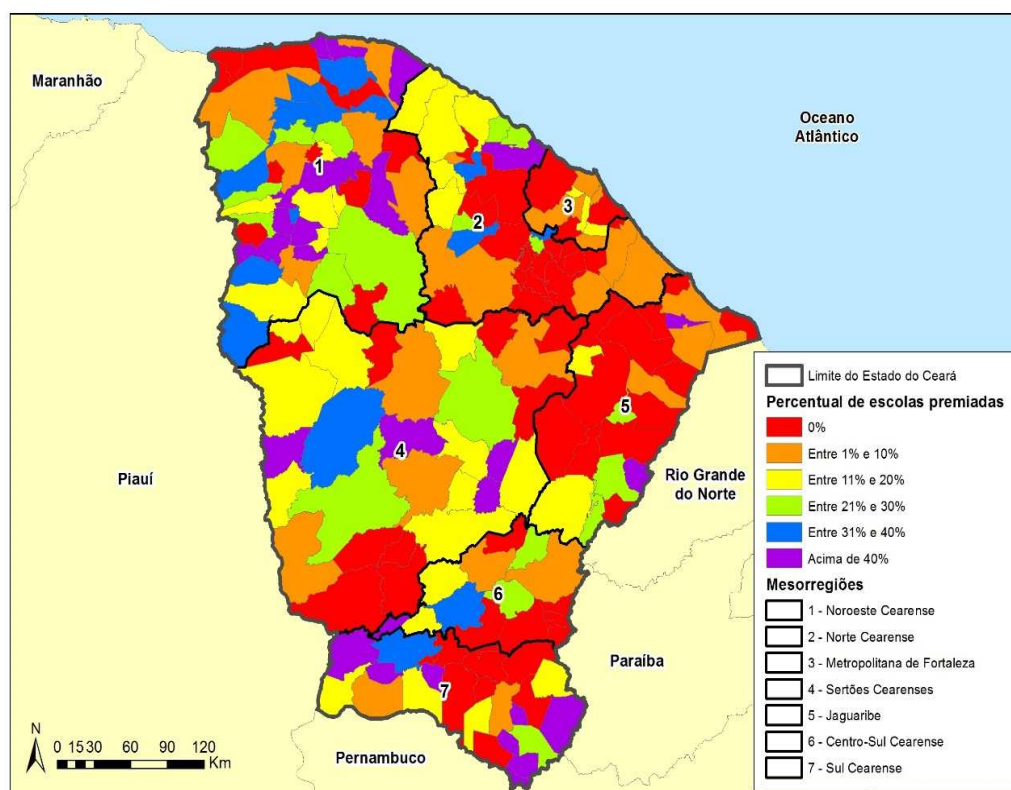 Maranhão
Oceano
Atlântico
1
2
3
4
5
6
7
Piauí
Rio Grande
do Norte
Paraíba
Pernambuco
N
0 15 30 60 90 120
Km
Limite do Estado do Ceará
Percentual de escolas premiadas
0%
Entre 1% e 10%
Entre 11% e 20%
Entre 21% e 30%
Entre 31% e 40%
Acima de 40%
Mesorregiões
1 - Noroeste Cearense
2 - Norte Cearense
3 - Metropolitana de Fortaleza
4 - Sertões Cearenses
5 - Jaguaribe
6 - Centro-Sul Cearense
7 - Sul Cearense